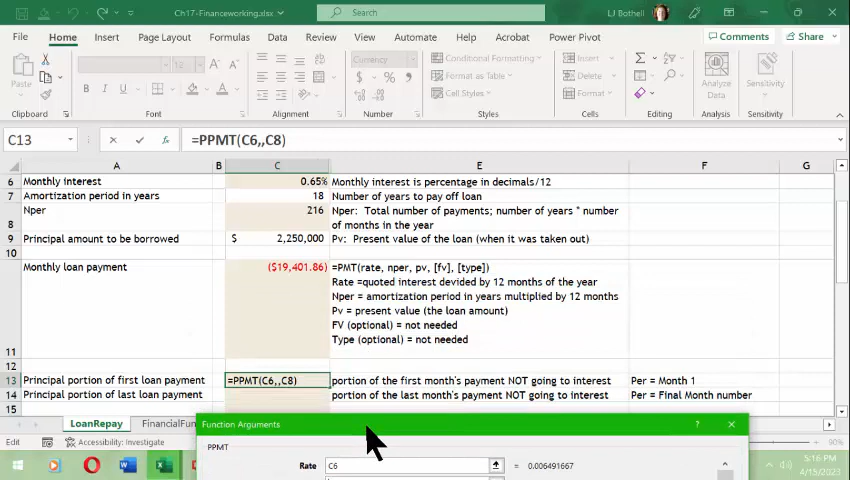 Ch17-Financeworking.xlsx
Search
LJ Bothell
File Home Insert Page Layout Formulas Data Review View Automate Help Acrobat Power Pivot Comments Share
Paste
12
Currency
Conditional Formatting
Format as Table
Cell Styles
Insert
Delete
Format
Analyze Data
Sensitivity
Clipboard Font Alignment Number Styles Cells Editing Analysis Sensitivity
C13 fx =PPMT(C6,,C8)
A B C E F G
6 Monthly interest 0.65% Monthly interest is percentage in decimals/12
7 Amortization period in years 18 Number of years to pay off loan
Nper 216 Nper: Total number of payments; number of years * number
8 of months in the year
9 Principal amount to be borrowed $ 2,250,000 Pv: Present value of the loan (when it was taken out)
10
Monthly loan payment ($19,401.86) =PMT(rate, nper, pv, [fv], [type])
Rate =quoted interest devided by 12 months of the year
Nper = amortization period in years multiplied by 12 months
Pv = present value (the loan amount)
FV (optional) = not needed
Type (optional) = not needed
11
12
13 Principal portion of first loan payment =PPMT(C6,,C8) portion of the first month's payment NOT going to interest Per = Month 1
14 Principal portion of last loan payment portion of the last month's payment NOT going to interest Per = Final Month number
15
LoanRepay FinancialFun
Edit Accessibility: Investigate 90%
Function Arguments ?
PPMT
Rate C6 = 0.006491667
5:16 PM
4/15/2023